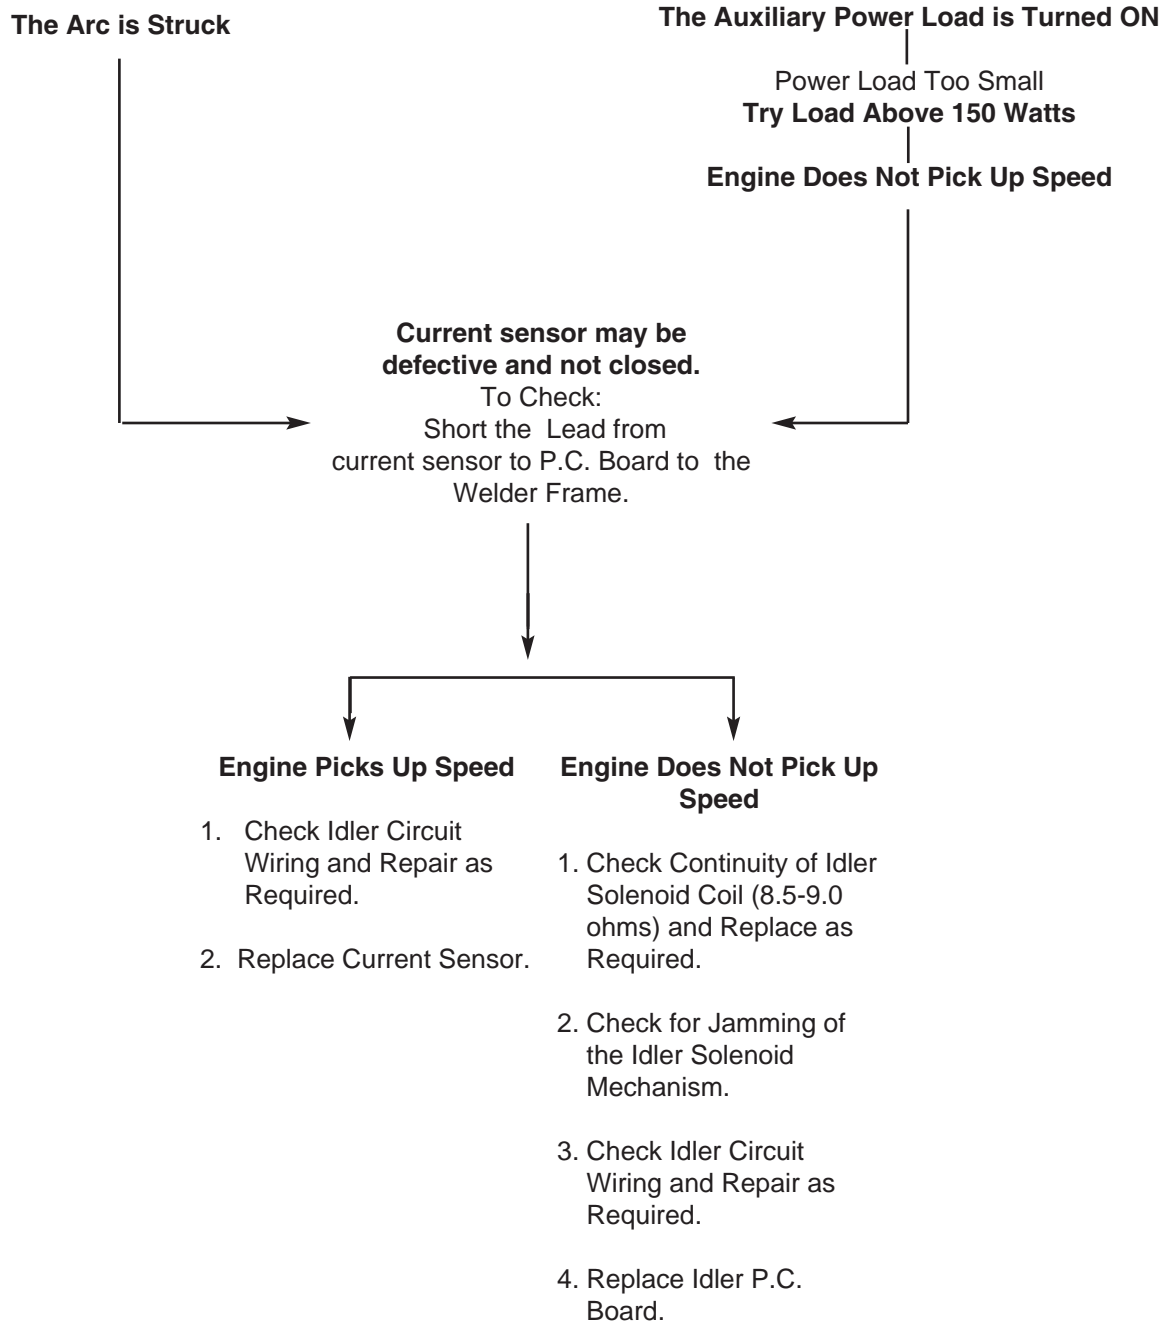 The Arc is Struck
The Auxiliary Power Load is Turned ON
Power Load Too Small
Try Load Above 150 Watts
Engine Does Not Pick Up Speed
Current sensor may be
defective and not closed.
To Check:
Short the Lead from
current sensor to P.C. Board to the
Welder Frame.
Engine Picks Up Speed
1. Check Idler Circuit
Wiring and Repair as
Required.
2. Replace Current Sensor.
Engine Does Not Pick Up
Speed
1. Check Continuity of Idler
Solenoid Coil (8.5-9.0
ohms) and Replace as
Required.
2. Check for Jamming of
the Idler Solenoid
Mechanism.
3. Check Idler Circuit
Wiring and Repair as
Required.
4. Replace Idler P.C.
Board.